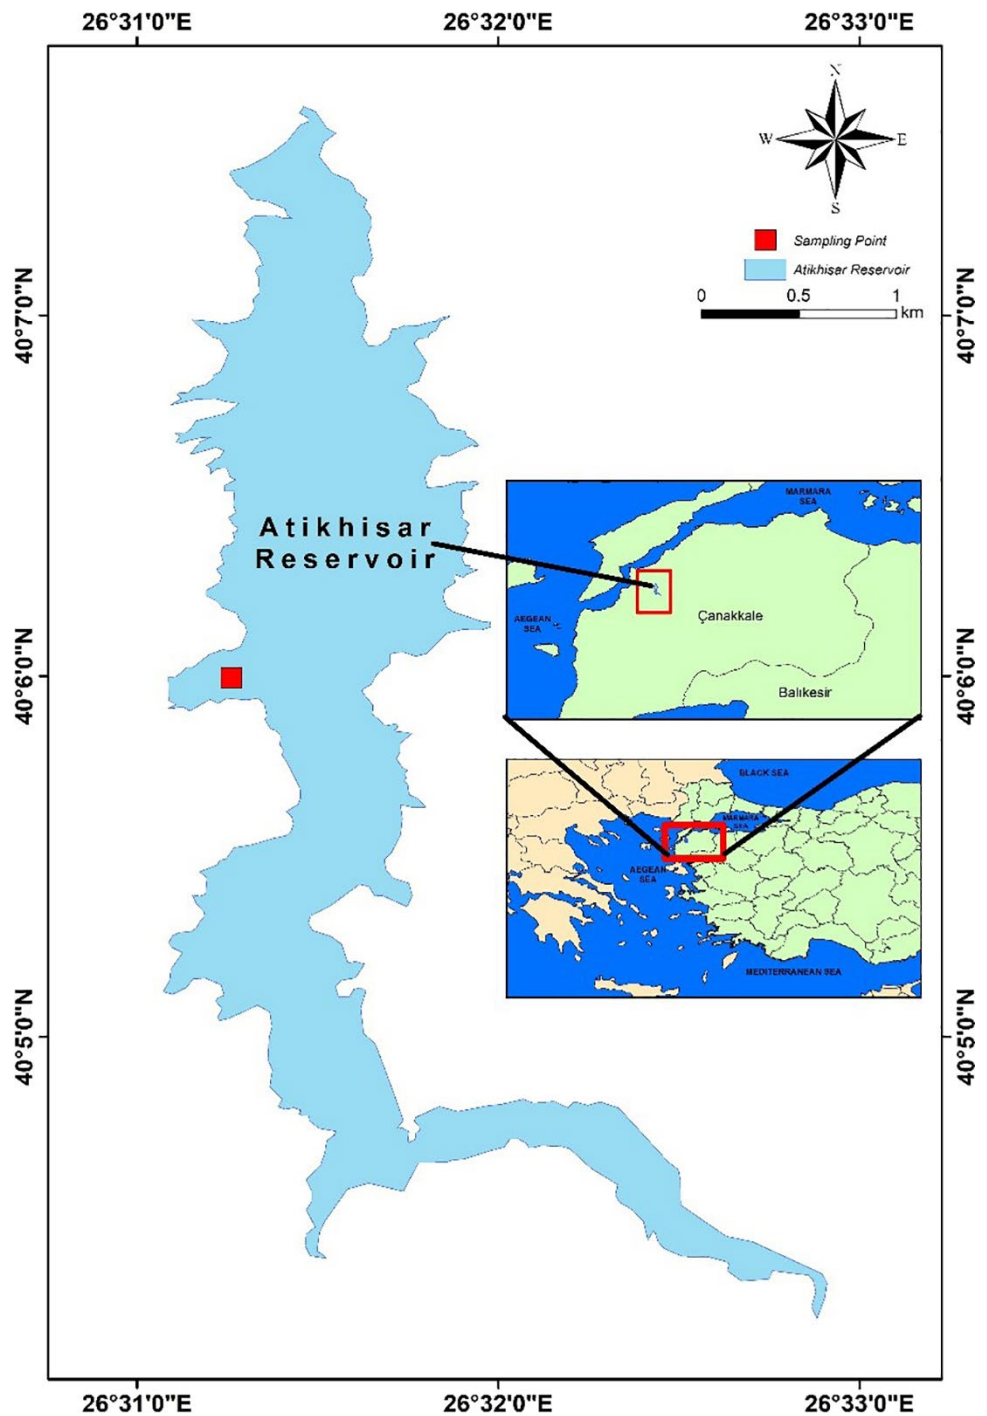 26°31'0"E
26°32'0"E
26°33'0"E
N
W
E
S
Sampling Point
Atikhisar Reservoir
0
0.5
1
km
40°7'0"N
40°7'0"N
Atikhisar
Reservoir
MARMARA
SEA
AEGEAN
SEA
Çanakkale
Balıkesir
40°6'0"N
40°6'0"N
BLACK SEA
MARMARA
SEA
AEGEAN
SEA
MEDITERRANEAN SEA
40°5'0"N
40°5'0"N
26°31'0"E
26°32'0"E
26°33'0"E